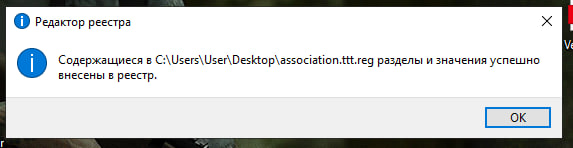 Редактор реестра
Содержащиеся в C:\Users\User\Desktop\association.ttt.reg разделы и значения успешно
внесены в реестр.
OK